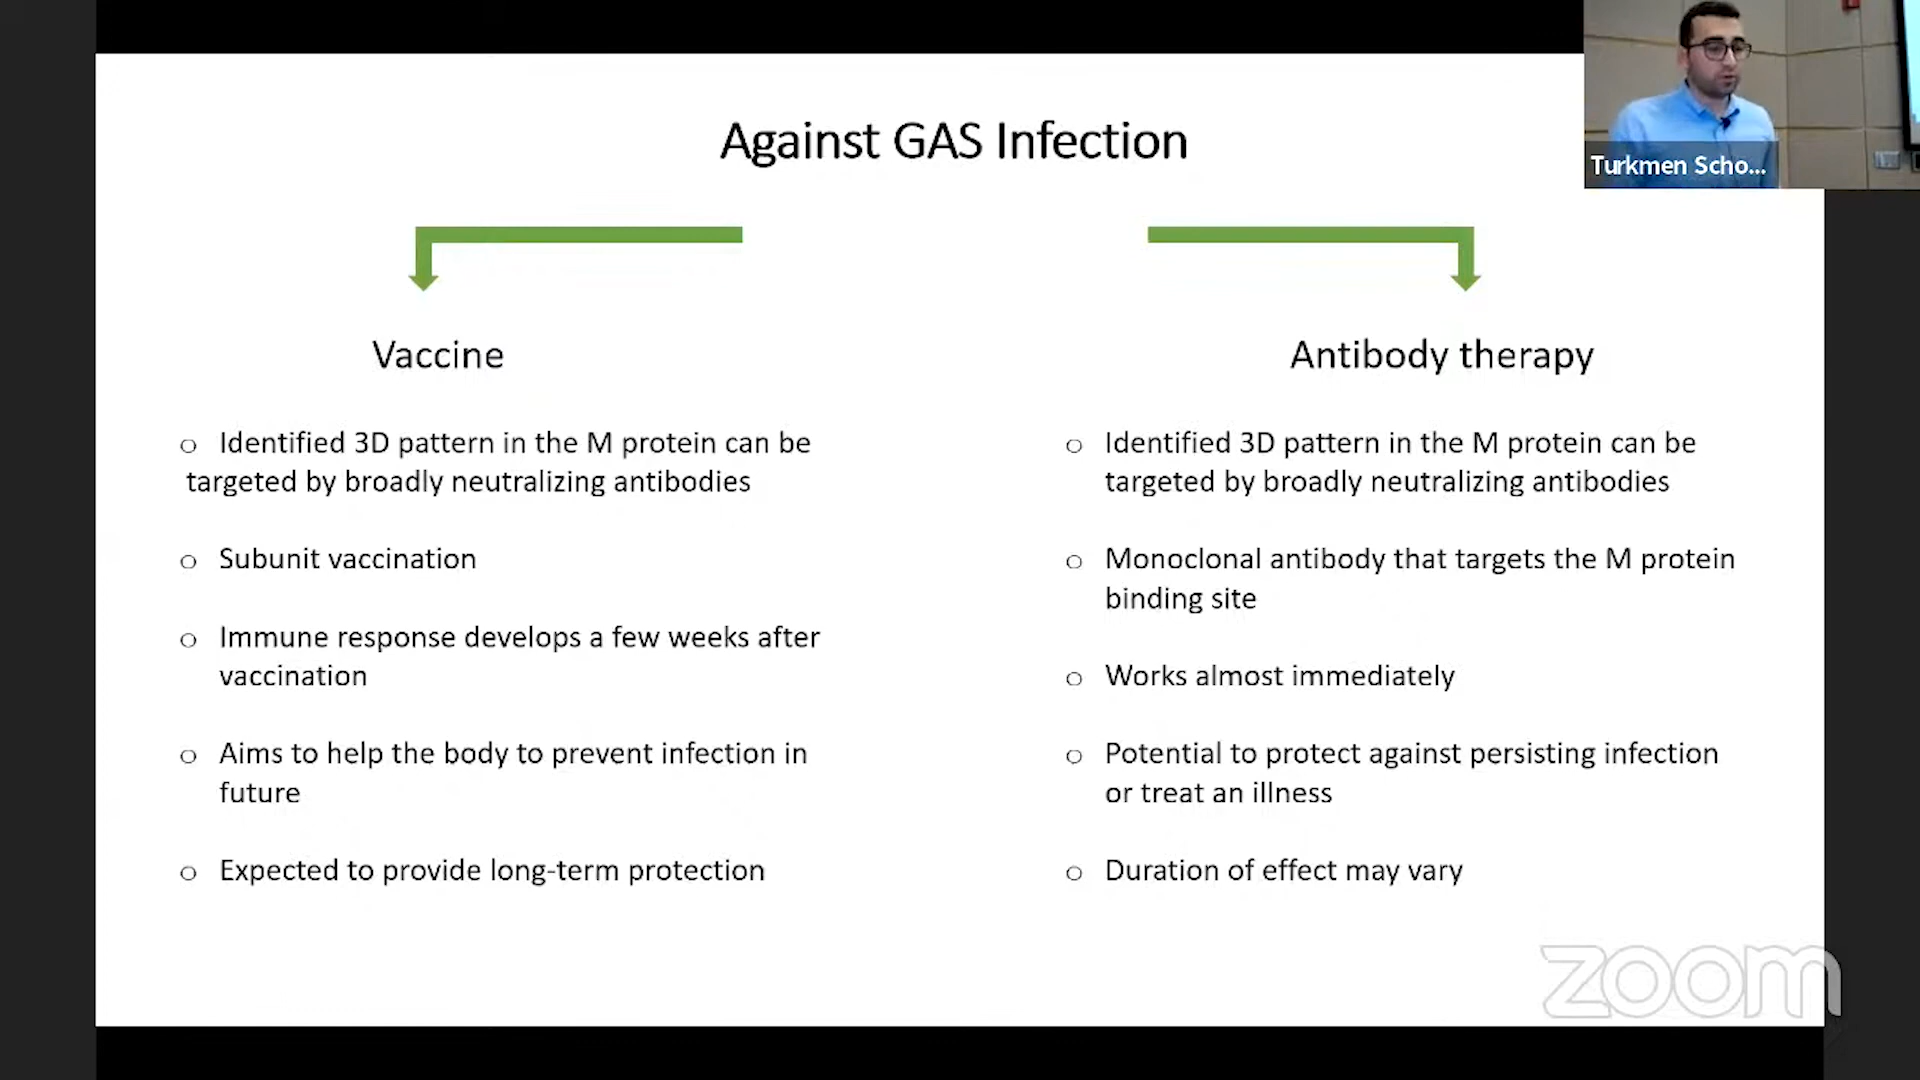 Against GAS Infection
Turkmen Scho...
Vaccine
o Identified 3D pattern in the M protein can be
targeted by broadly neutralizing antibodies
o Subunit vaccination
o Immune response develops a few weeks after
vaccination
o Aims to help the body to prevent infection in
future
o Expected to provide long-term protection
Antibody therapy
o Identified 3D pattern in the M protein can be
targeted by broadly neutralizing antibodies
o Monoclonal antibody that targets the M protein
binding site
o Works almost immediately
o Potential to protect against persisting infection
or treat an illness
o Duration of effect may vary
zoom